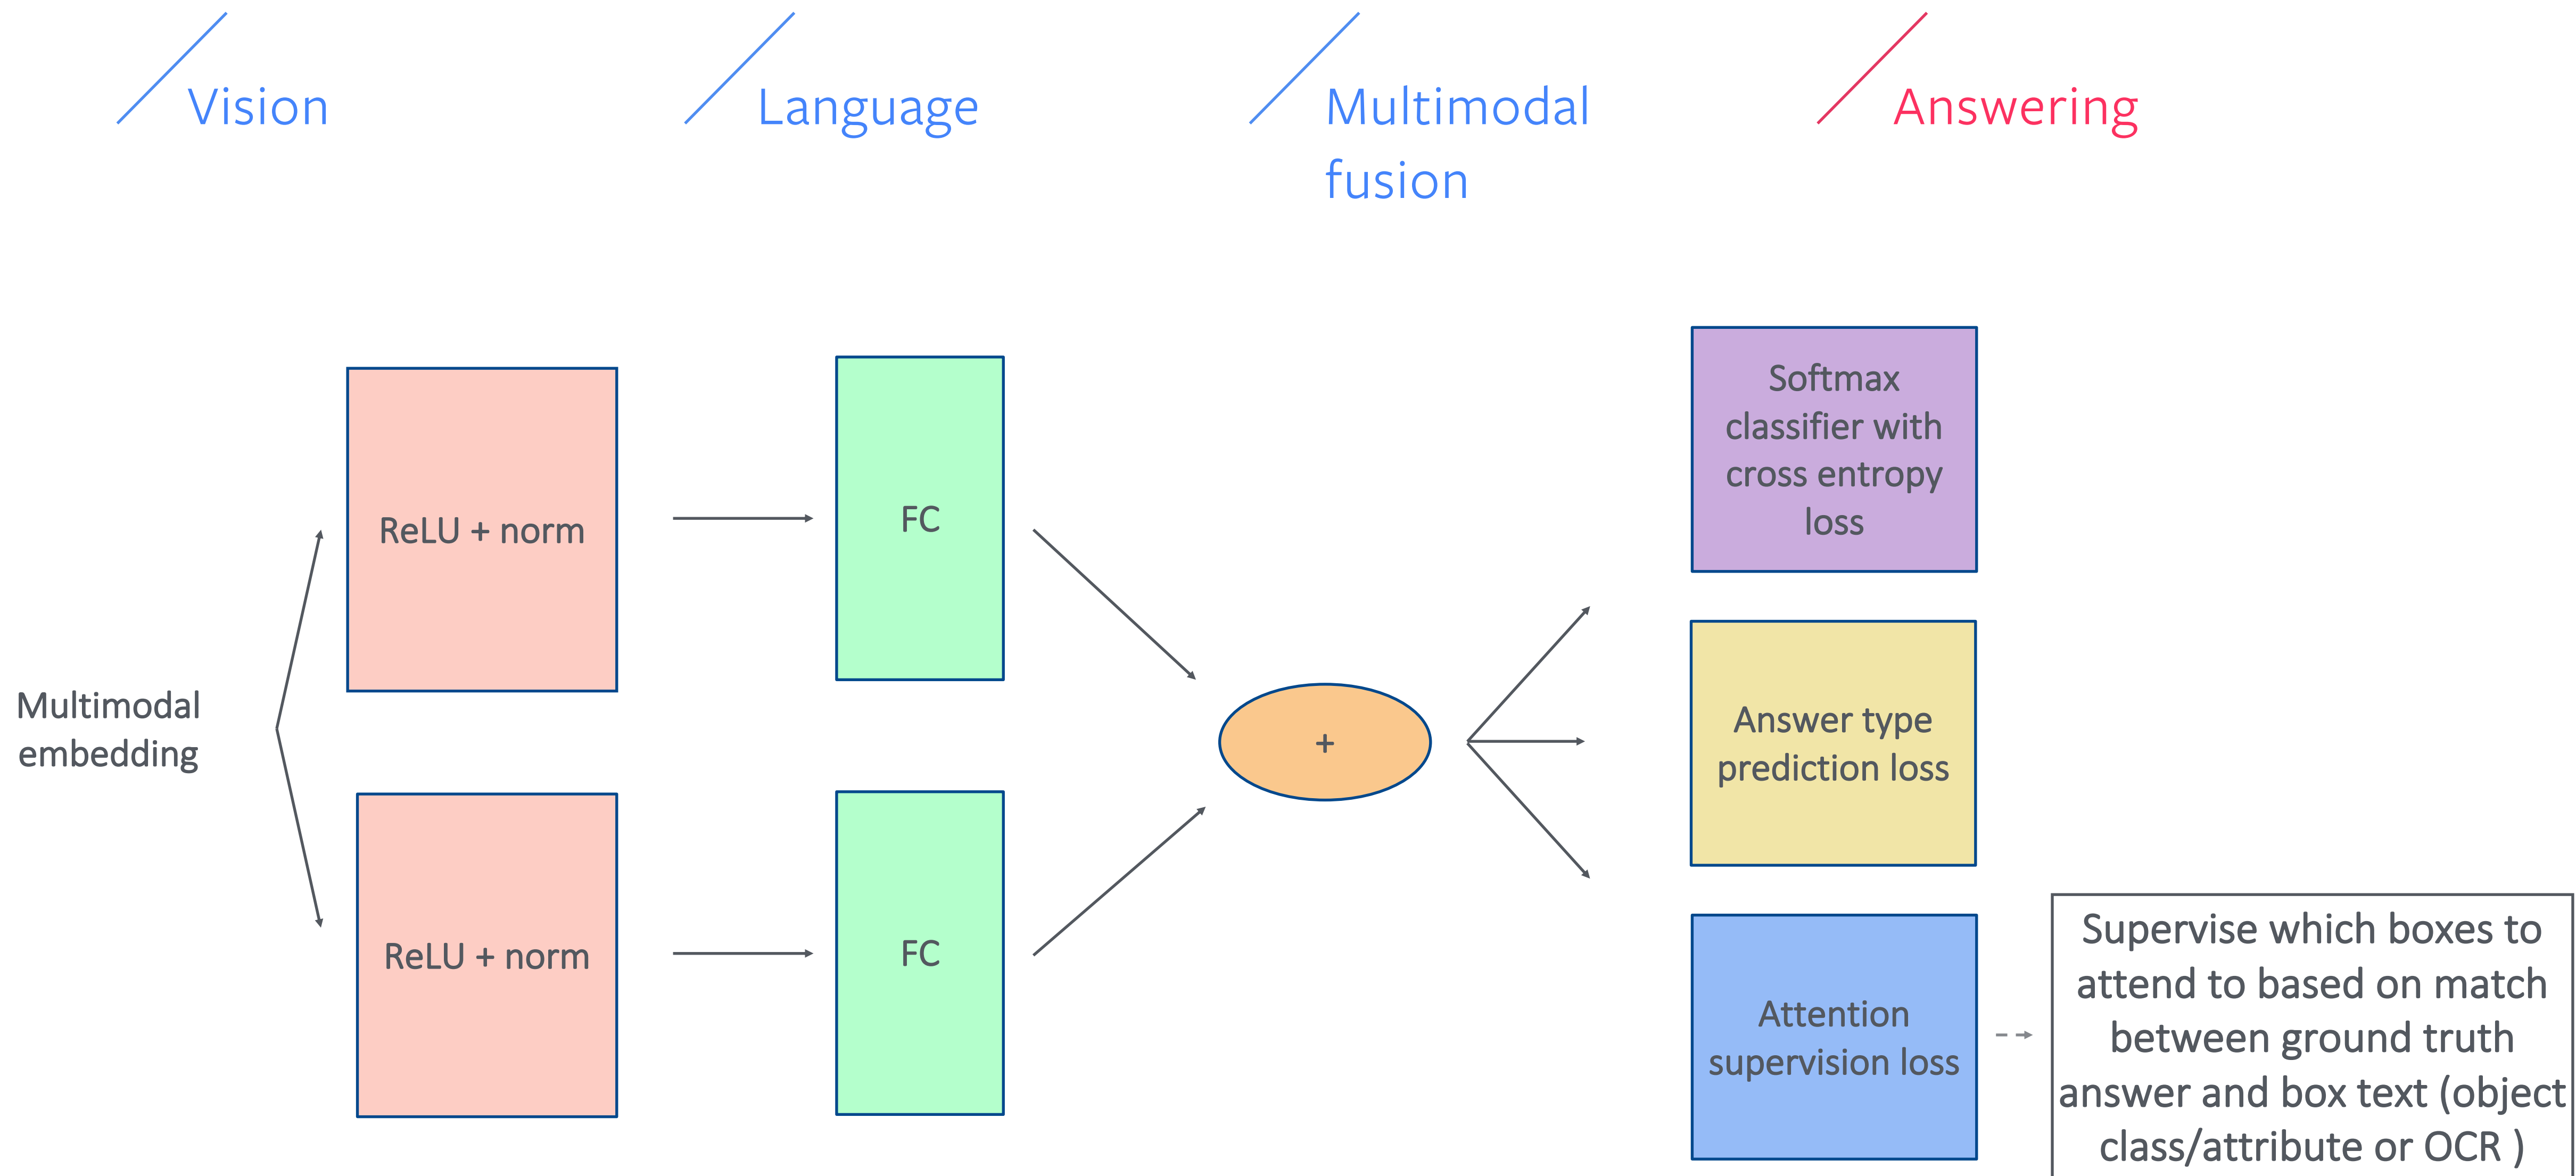 Vision
Language
Multimodal
fusion
Answering
Multimodal
embedding
ReLU + norm
ReLU + norm
FC
FC
+
Softmax
classifier with
cross entropy
loss
Answer type
prediction loss
Attention
supervision loss
Supervise which boxes to
attend to based on match
between ground truth
answer and box text (object
class/attribute or OCR )